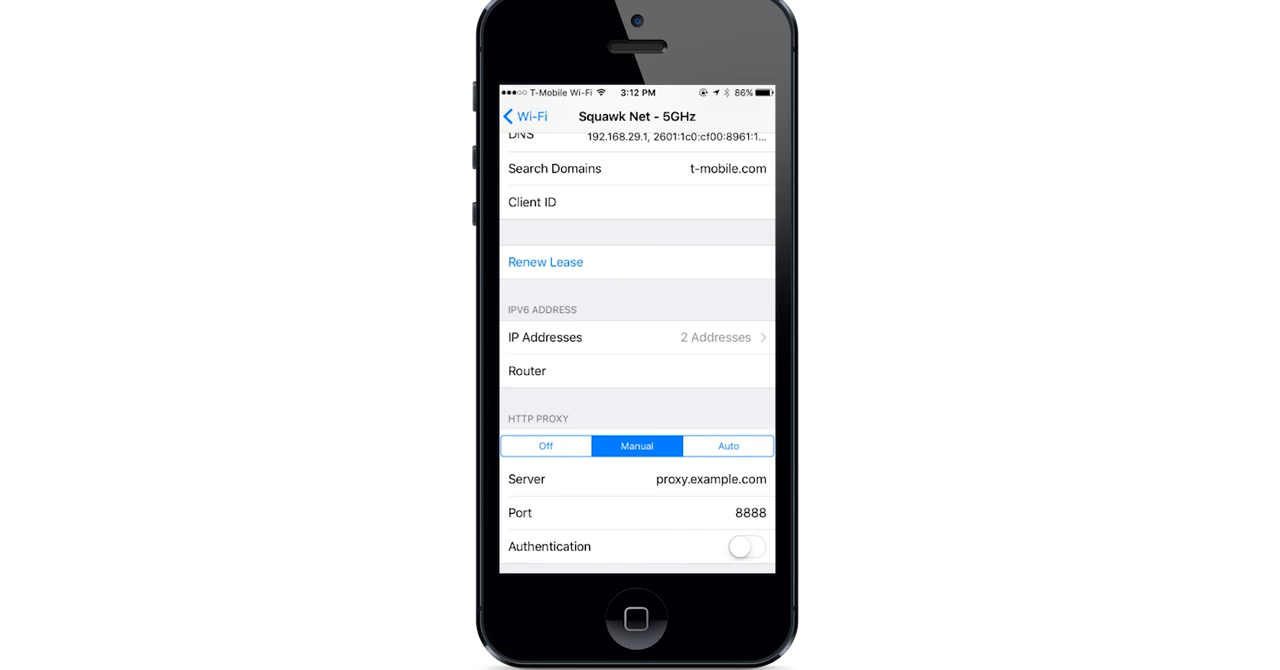 T-Mobile Wi-Fi 3:12 PM 86%
Wi-Fi Squawk Net - 5GHz
DNS 192.168.29.1, 2601:1c0:cf00:8961:1...
Search Domains t-mobile.com
Client ID
Renew Lease
IPV6 ADDRESS
IP Addresses 2 Addresses
Router
HTTP PROXY
Off Manual Auto
Server proxy.example.com
Port 8888
Authentication